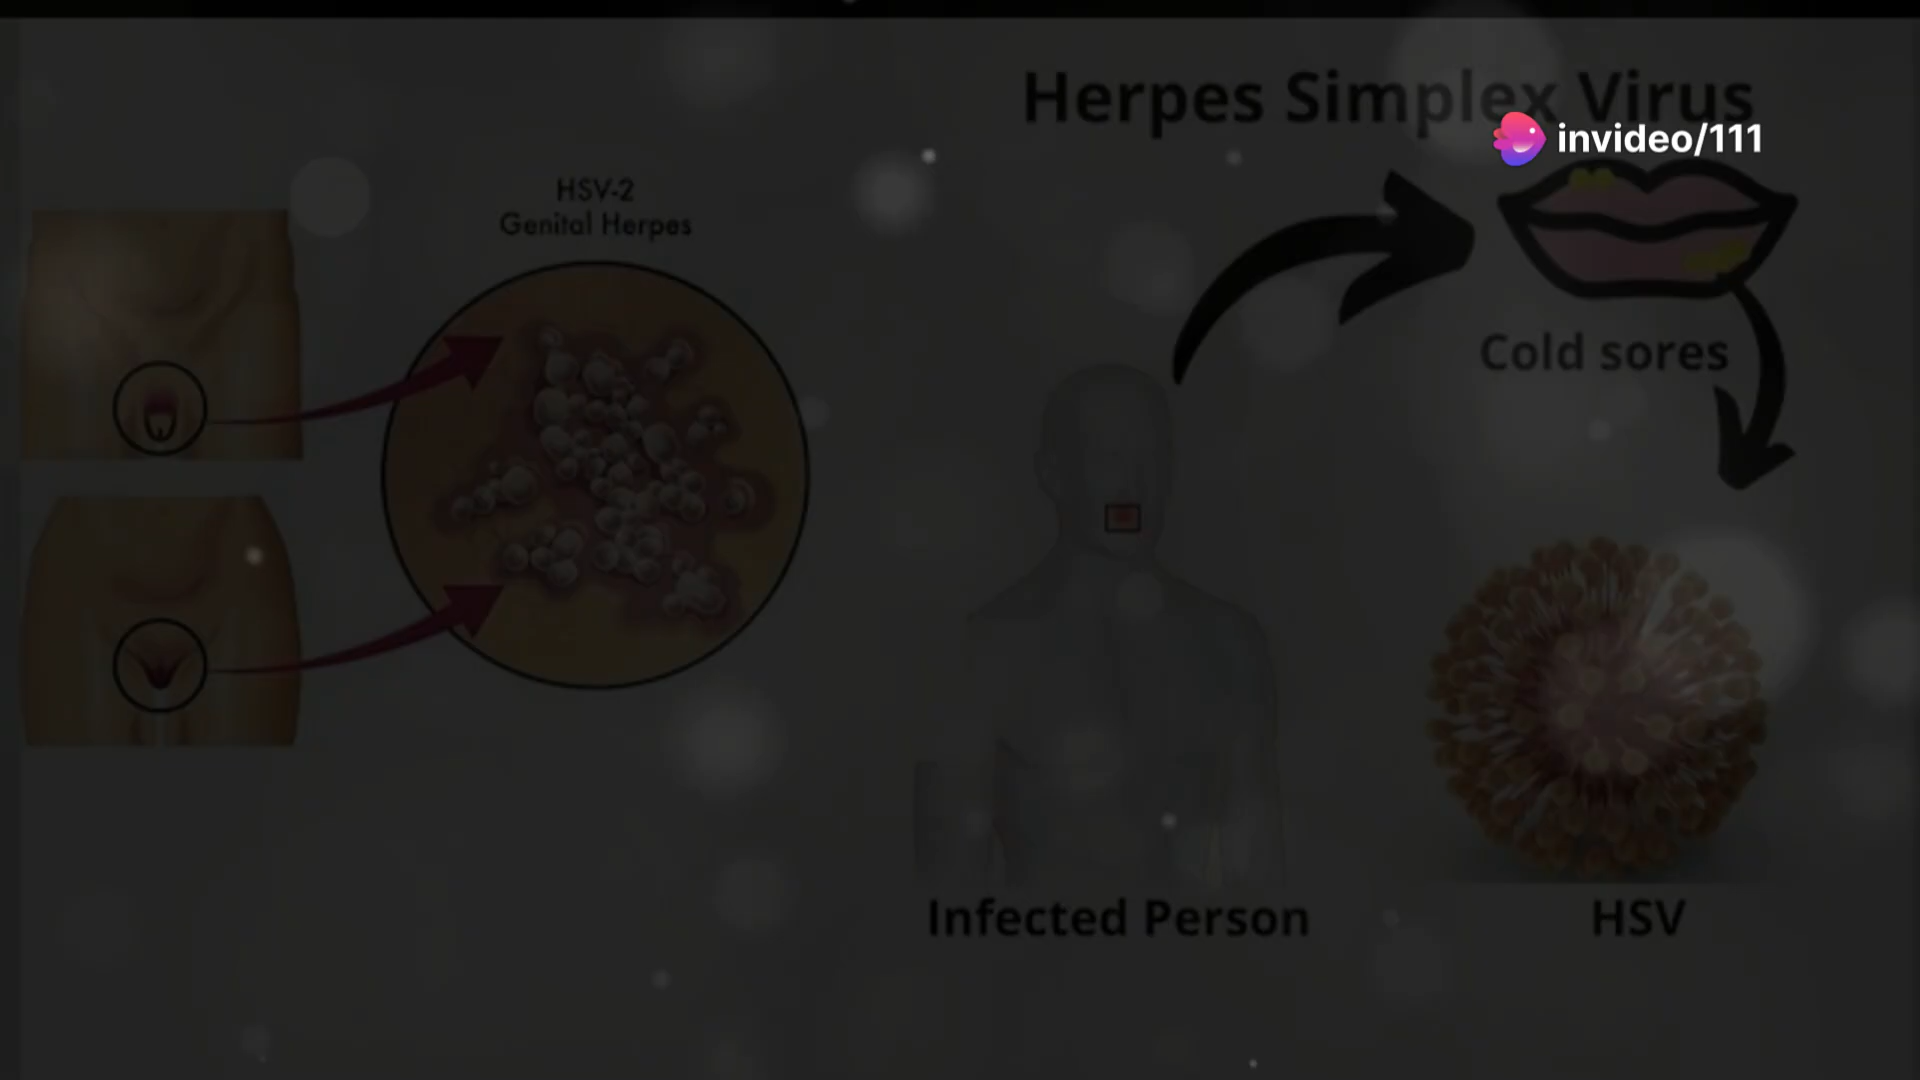 Herpes Simplex Virus
invideo/111
HSV-2
Genital Herpes
Cold sores
Infected Person
HSV